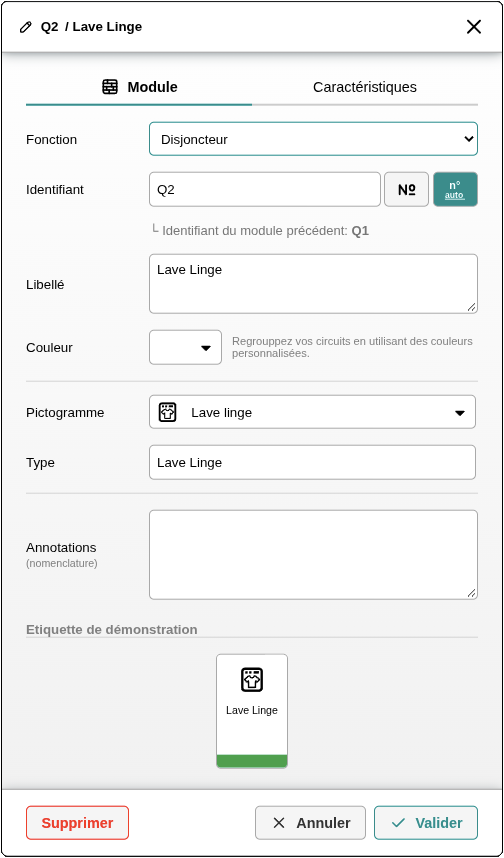 Q2 / Lave Linge
Module
Caractéristiques
Fonction
Disjoncteur
Identifiant
Q2
Nº
n°
auto
└ Identifiant du module précédent: Q1
Libellé
Lave Linge
Couleur
Regrouppez vos circuits en utilisant des couleurs
personnalisées.
Pictogramme
Lave linge
Type
Lave Linge
Annotations
(nomenclature)
Etiquette de démonstration
Lave Linge
Supprimer
Annuler
Valider